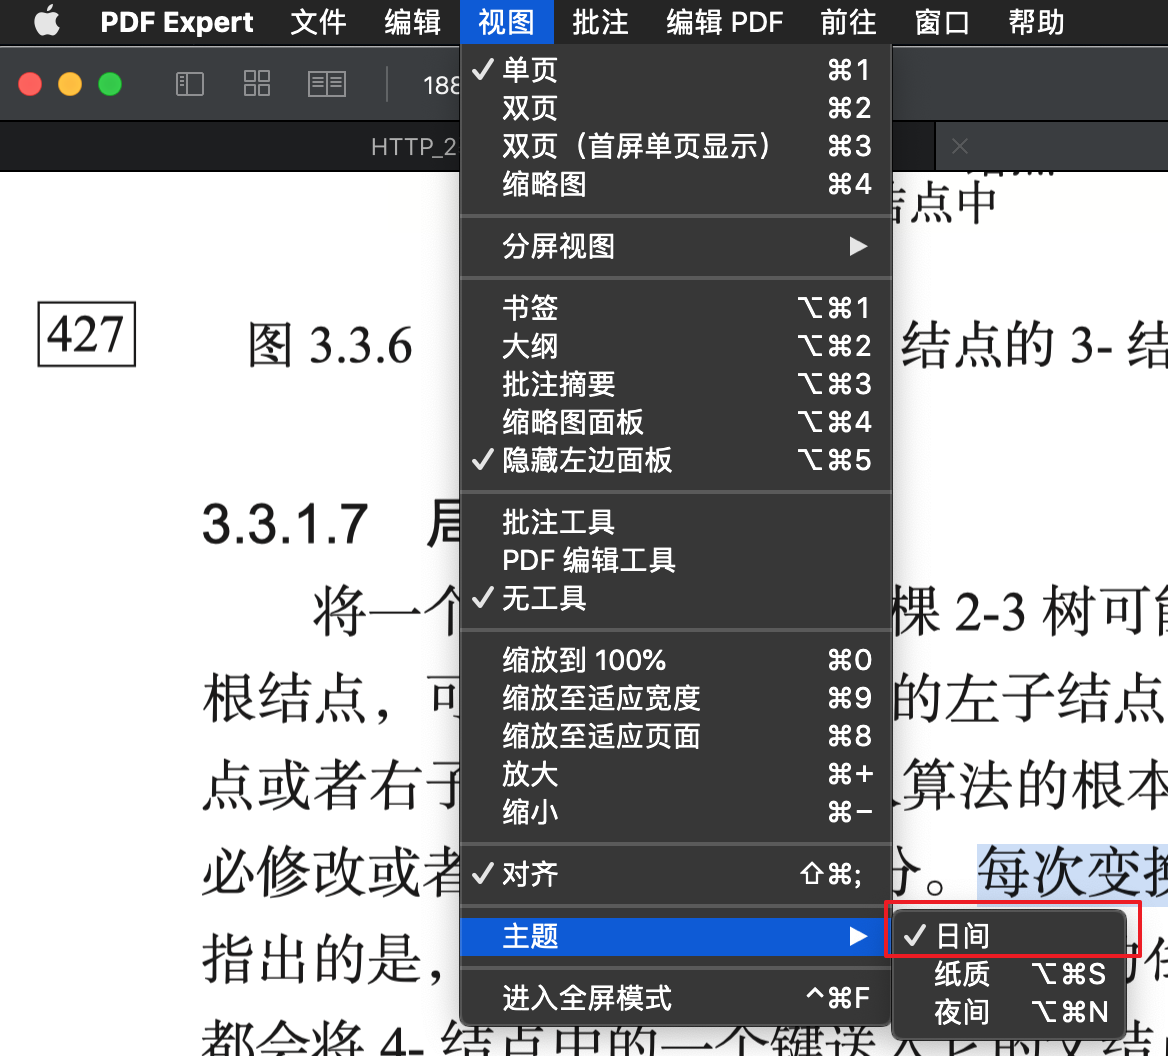 PDF Expert 文件 编辑 视图 批注 编辑 PDF 前往 窗口 帮助
188
HTTP_2
✓ 单页 ⌘1
双页 ⌘2
双页（首屏单页显示） ⌘3
缩略图 ⌘4
分屏视图 ▶
书签 ⌥⌘1
大纲 ⌥⌘2
批注摘要 ⌥⌘3
缩略图面板 ⌥⌘4
✓ 隐藏左边面板 ⌥⌘5
批注工具
PDF 编辑工具
✓ 无工具
缩放到 100% ⌘0
缩放至适应宽度 ⌘9
缩放至适应页面 ⌘8
放大 ⌘+
缩小 ⌘−
✓ 对齐 ⇧⌘;
主题 ▶
进入全屏模式 ^⌘F
✓ 日间
纸质 ⌥⌘S
夜间 ⌥⌘N
点中
427 图 3.3.6 结点的 3- 结
3.3.1.7
将一个 棵 2-3 树可能
根结点，可 的左子结点
点或者右子 算法的根本
必修改或者 分。每次变换
指出的是，
都会将 4- 结点中的一个键送入它的父结